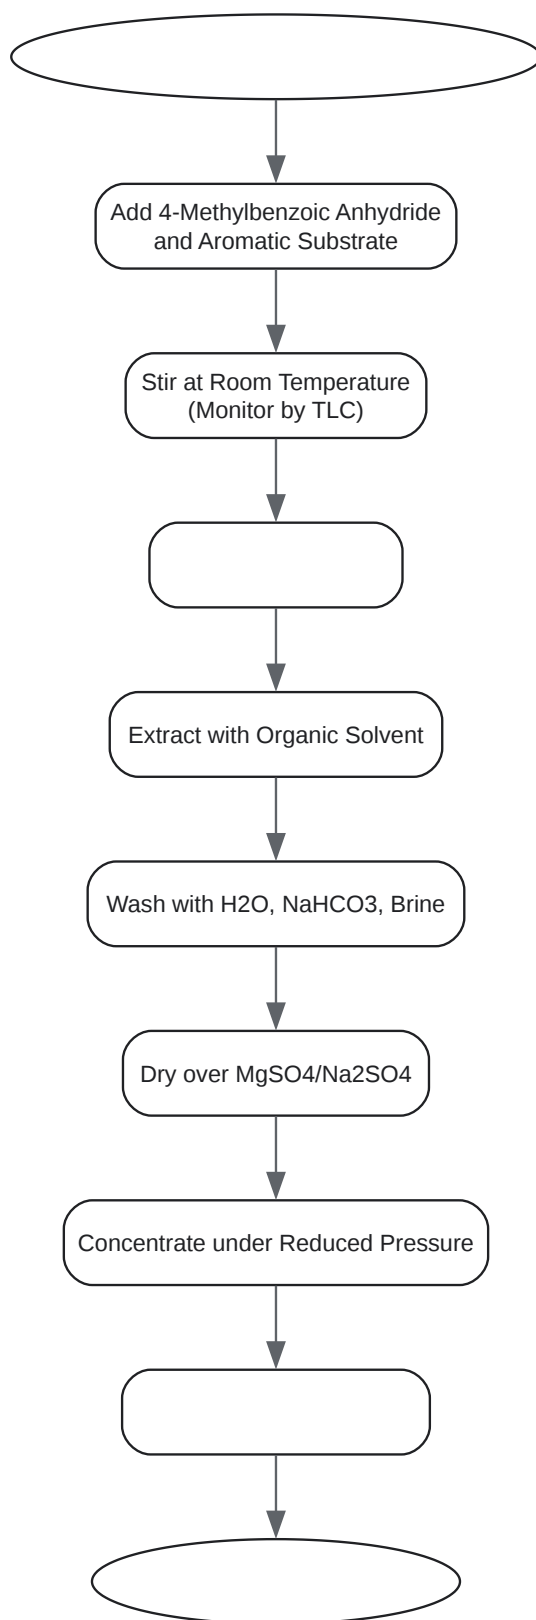 Add 4-Methylbenzoic Anhydride
and Aromatic Substrate
Stir at Room Temperature
(Monitor by TLC)
Extract with Organic Solvent
Wash with H2O, NaHCO3, Brine
Dry over MgSO4/Na2SO4
Concentrate under Reduced Pressure